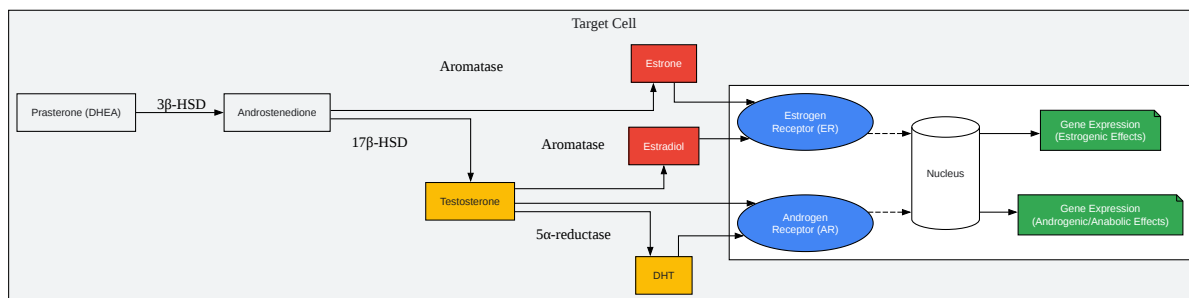 Target Cell
Aromatase
Estrone
Prasterone (DHEA)
3β-HSD
Androstenedione
Estrogen
Receptor (ER)
Gene Expression
(Estrogenic Effects)
17β-HSD
Aromatase
Estradiol
Nucleus
Testosterone
Androgen
Receptor (AR)
Gene Expression
(Androgenic/Anabolic Effects)
5α-reductase
DHT